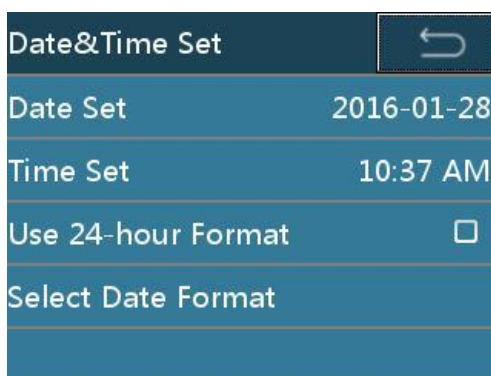 Date&Time Set
Date Set 2016-01-28
Time Set 10:37 AM
Use 24-hour Format
Select Date Format